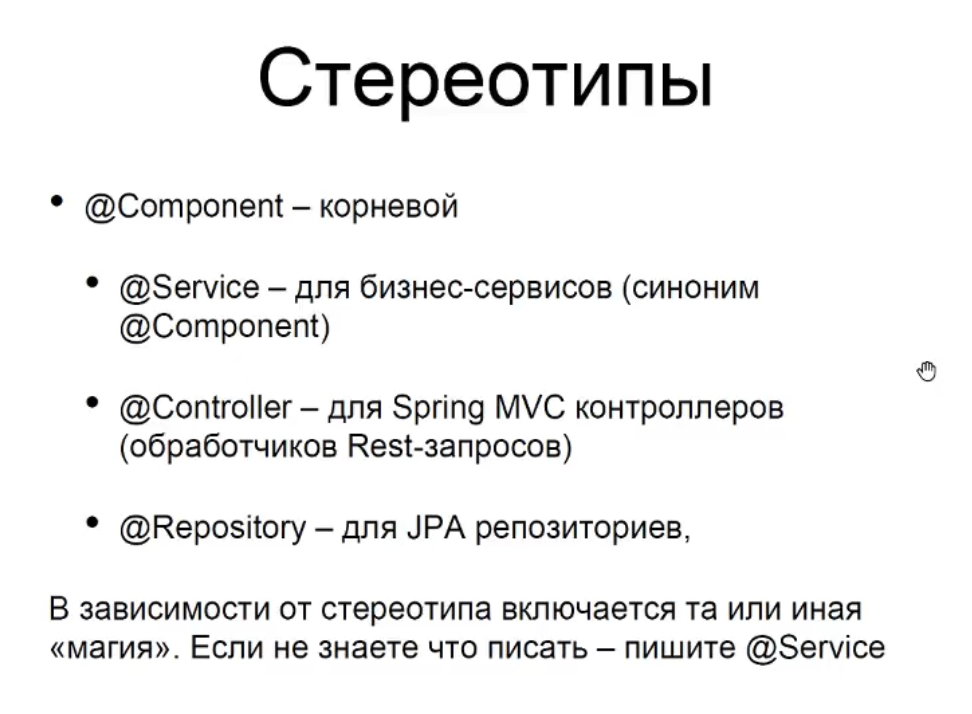 Стереотипы
• @Component – корневой
• @Service – для бизнес-сервисов (синоним
@Component)
• @Controller – для Spring MVC контроллеров
(обработчиков Rest-запросов)
• @Repository – для JPA репозиториев,
В зависимости от стереотипа включается та или иная
«магия». Если не знаете что писать – пишите @Service